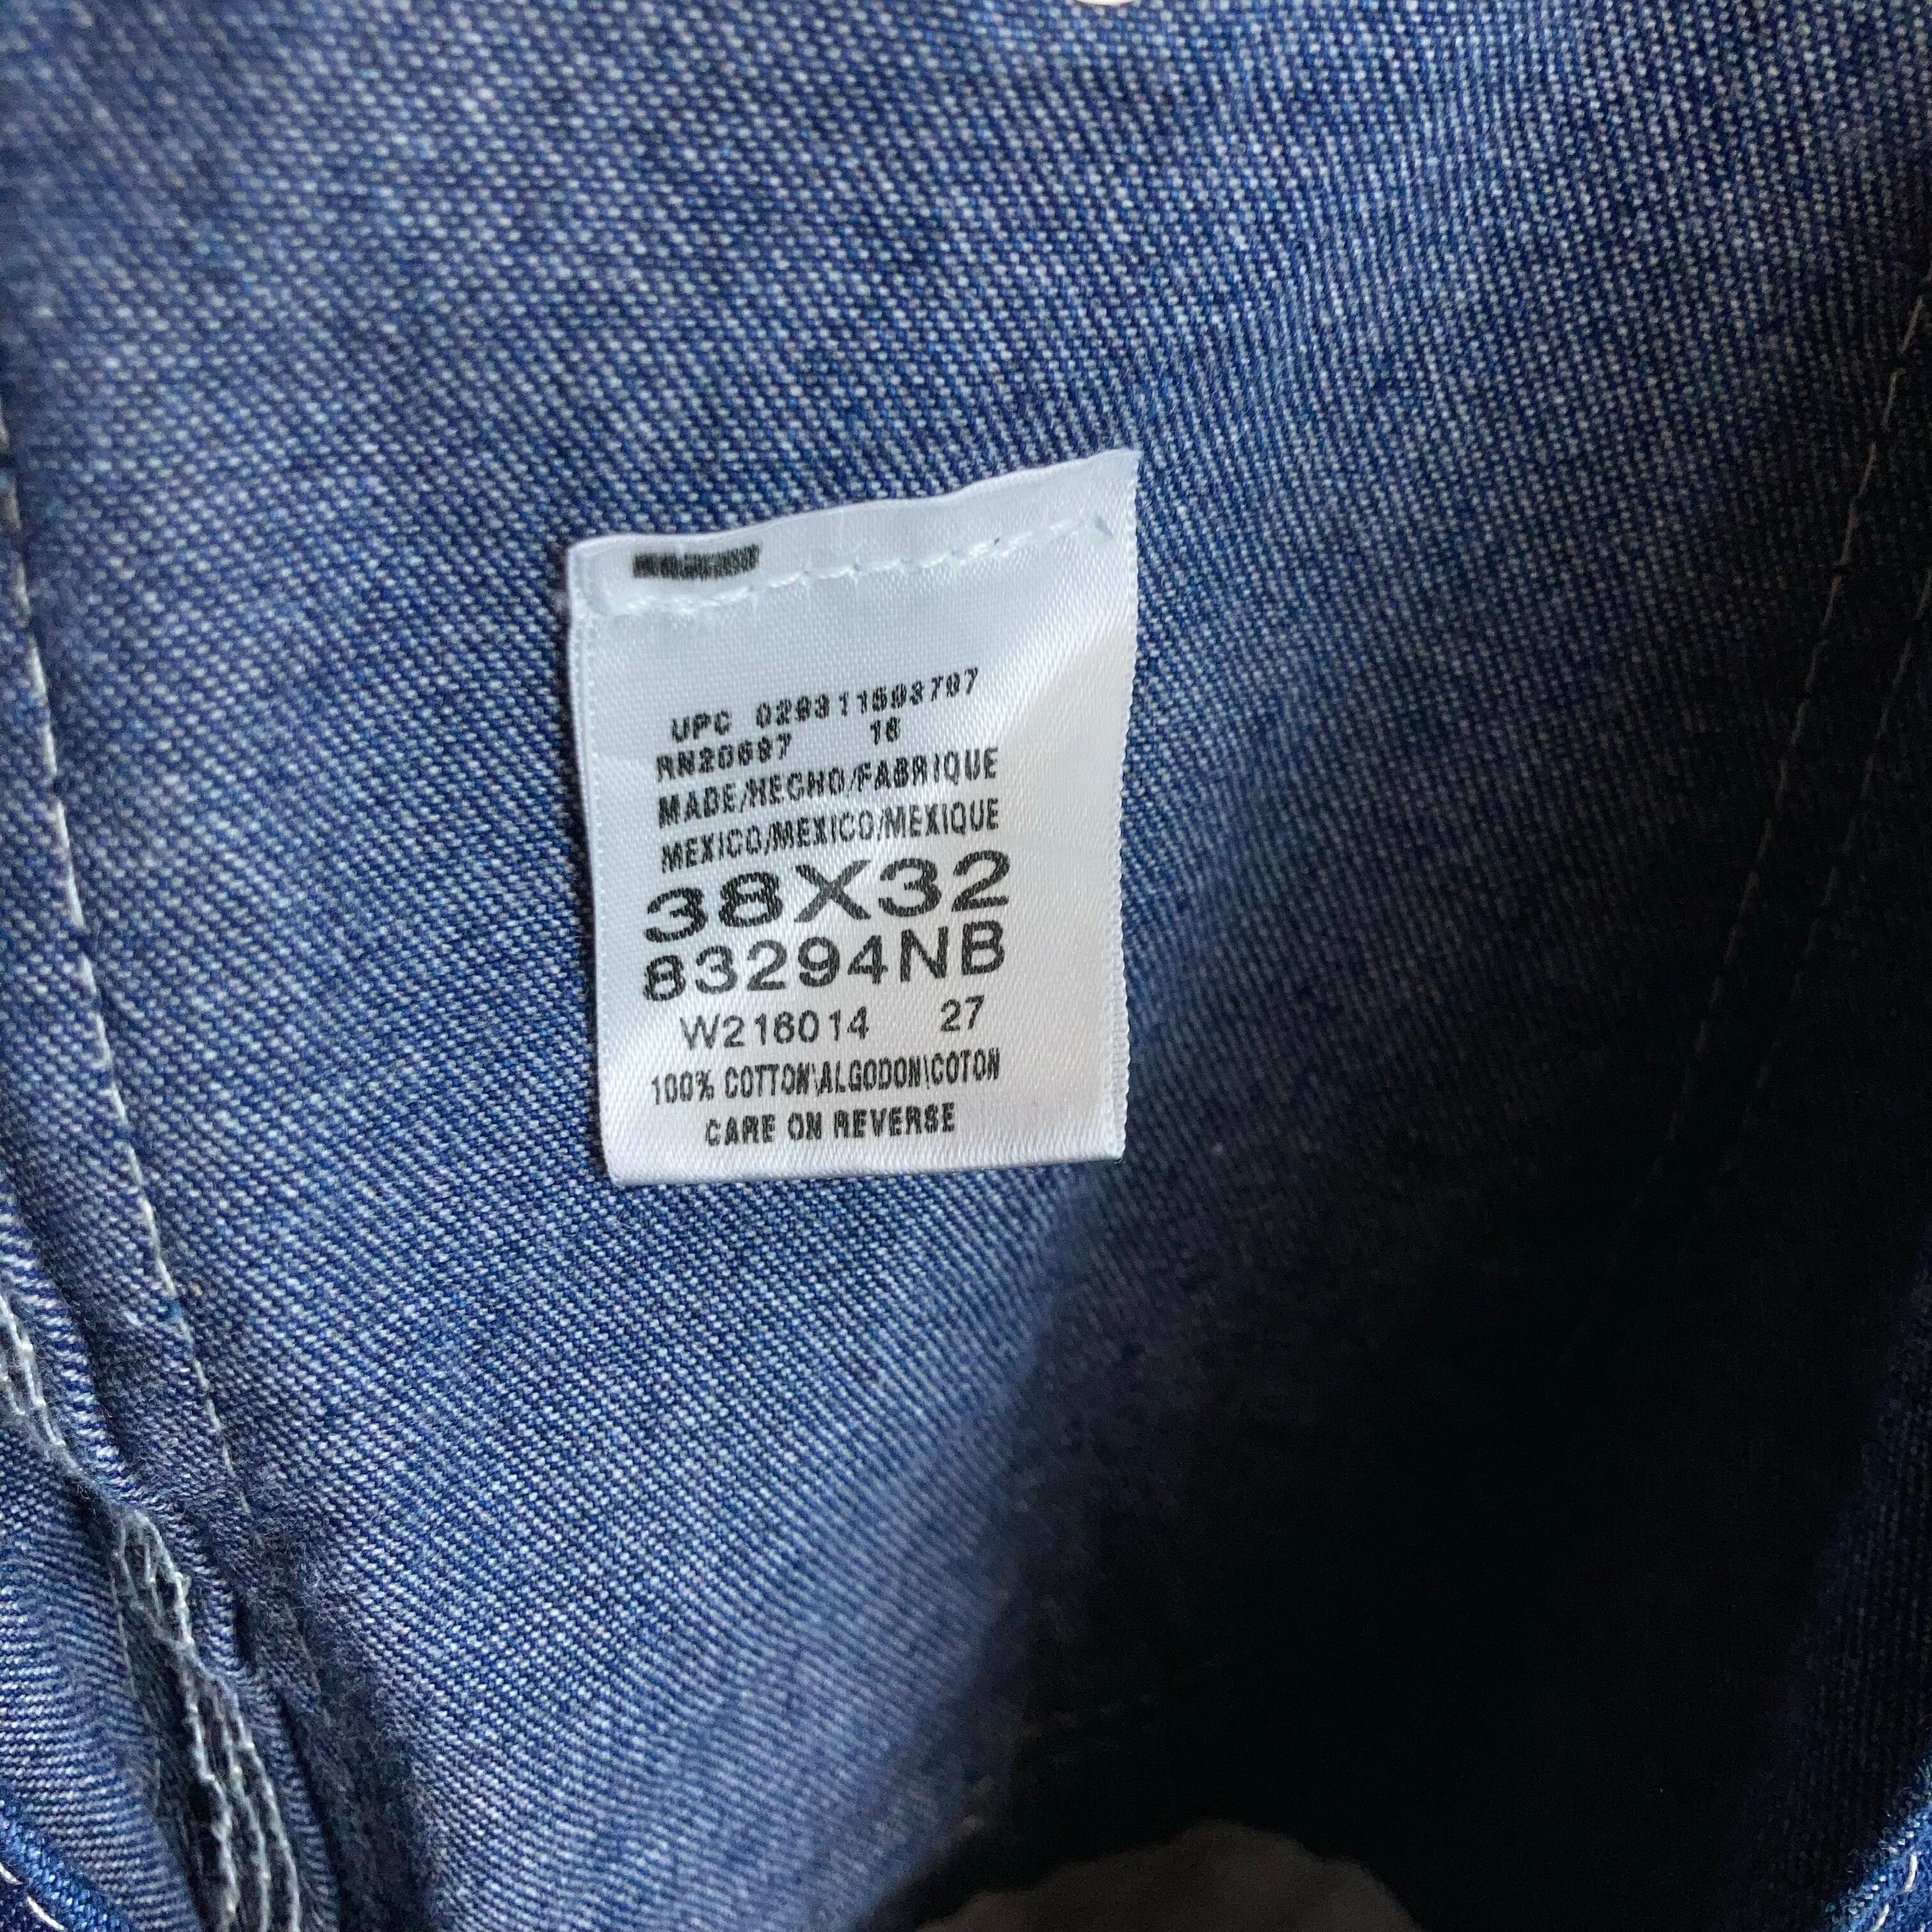 UPC 029311593797
RN20697 16
MADE/HECHO/FABRIQUE
MEXICO/MEXICO/MEXIQUE
38X32
83294NB
W216014 27
100% COTTON\ALGODON\COTON
CARE ON REVERSE